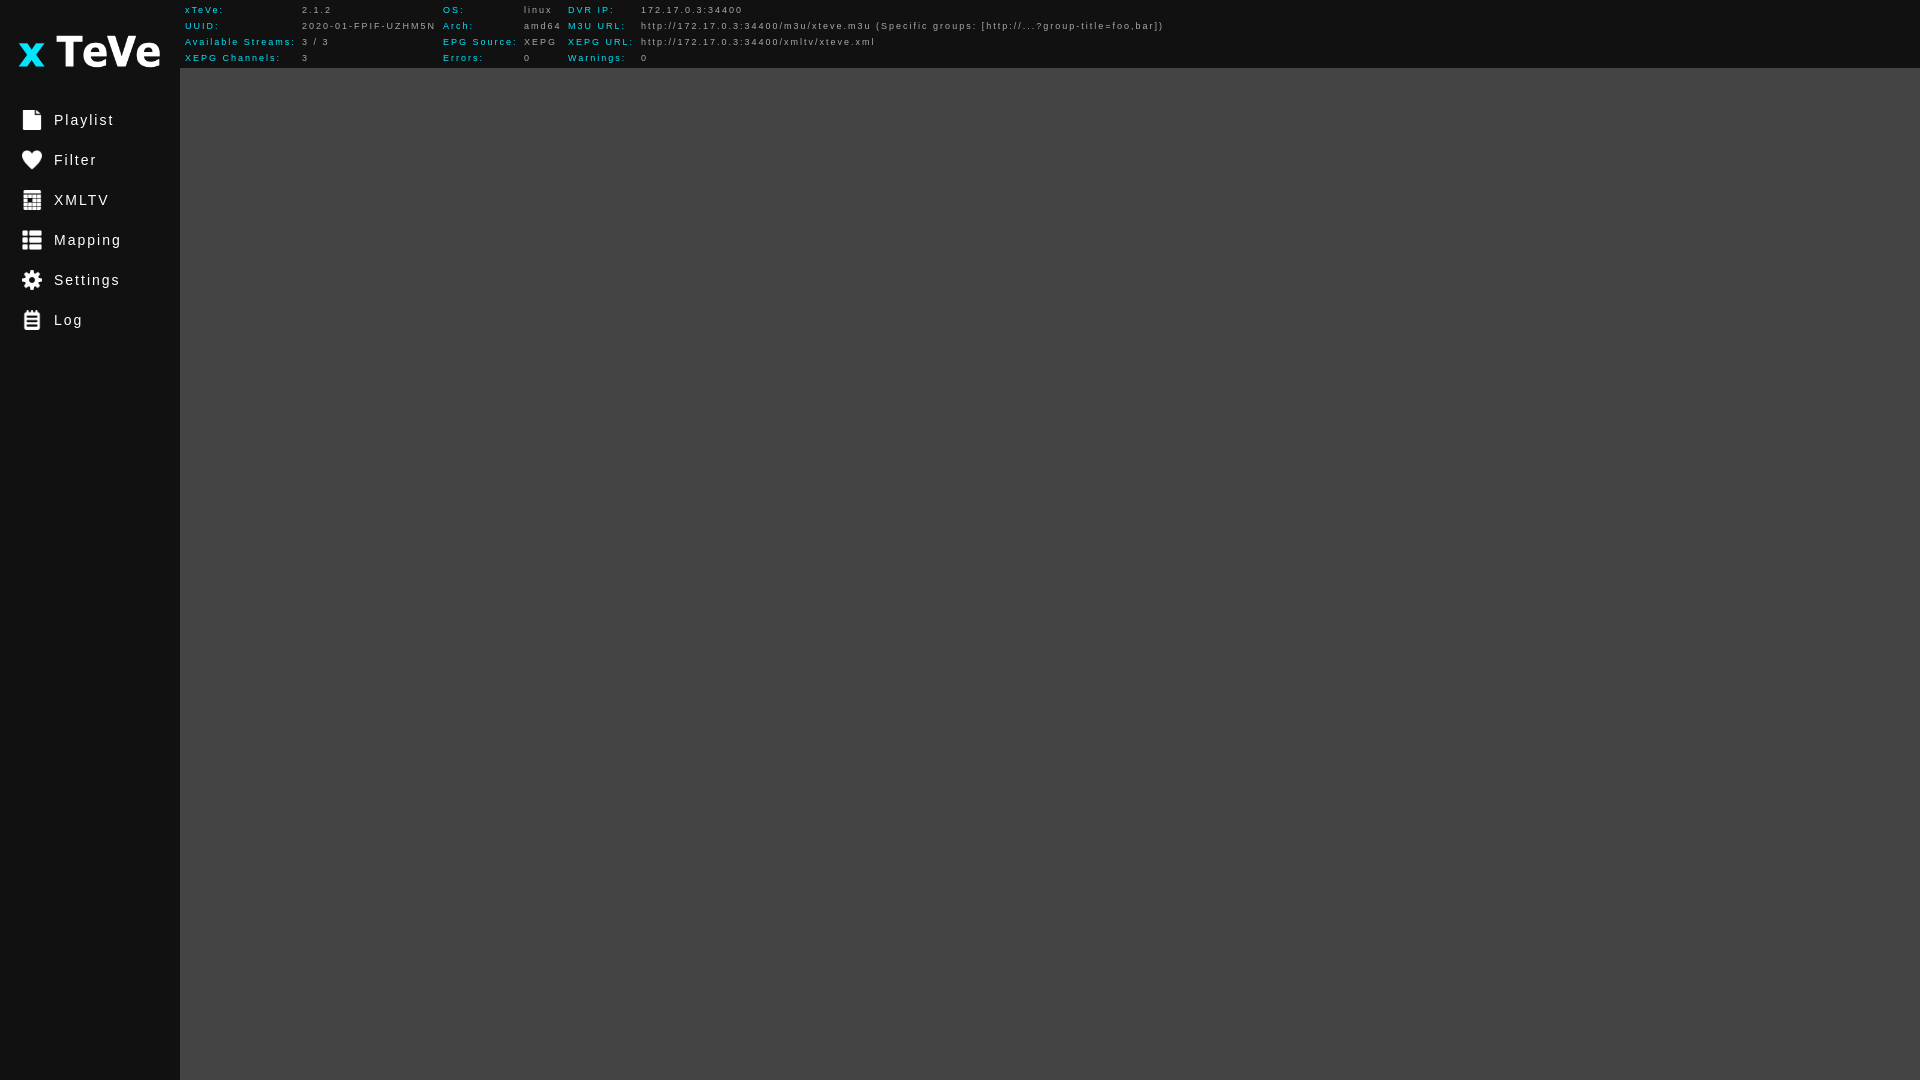 x TeVe
xTeVe: 2.1.2 OS: linux DVR IP: 172.17.0.3:34400
UUID: 2020-01-FPIF-UZHM5N Arch: amd64 M3U URL: http://172.17.0.3:34400/m3u/xteve.m3u (Specific groups: [http://...?group-title=foo,bar])
Available Streams: 3 / 3 EPG Source: XEPG XEPG URL: http://172.17.0.3:34400/xmltv/xteve.xml
XEPG Channels: 3 Errors: 0 Warnings: 0
Playlist
Filter
XMLTV
Mapping
Settings
Log